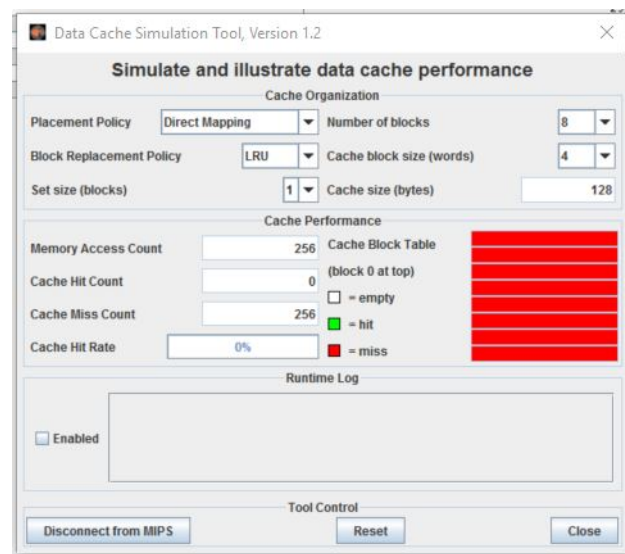 Data Cache Simulation Tool, Version 1.2
Simulate and illustrate data cache performance
Cache Organization
Placement Policy Direct Mapping Number of blocks 8
Block Replacement Policy LRU Cache block size (words) 4
Set size (blocks) 1 Cache size (bytes) 128
Cache Performance
Memory Access Count 256 Cache Block Table
(block 0 at top)
Cache Hit Count 0
= empty
Cache Miss Count 256
= hit
Cache Hit Rate 0%
= miss
Runtime Log
Enabled
Tool Control
Disconnect from MIPS Reset Close